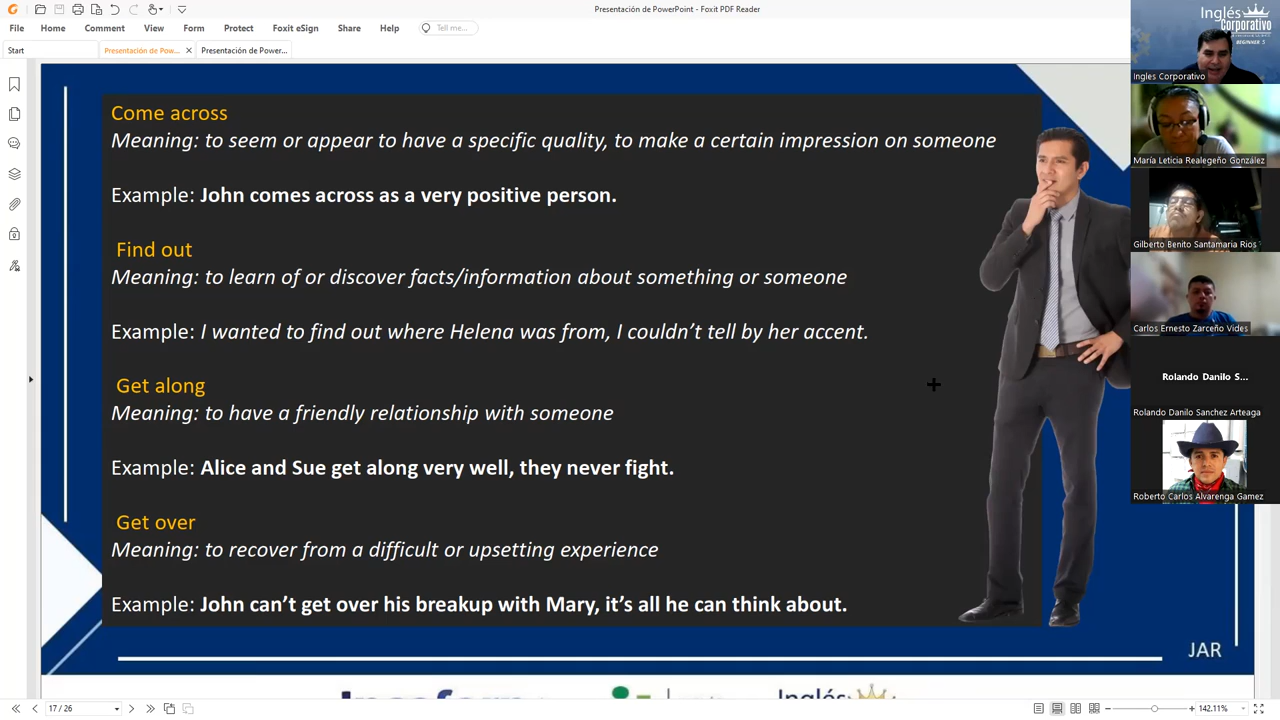 Presentación de PowerPoint - Foxit PDF Reader
File Home Comment View Form Protect Foxit eSign Share Help Tell me...
Start Presentación de Pow... Presentación de Power...
Come across
Meaning: to seem or appear to have a specific quality, to make a certain impression on someone
Example: John comes across as a very positive person.
Find out
Meaning: to learn of or discover facts/information about something or someone
Example: I wanted to find out where Helena was from, I couldn't tell by her accent.
Get along
Meaning: to have a friendly relationship with someone
Example: Alice and Sue get along very well, they never fight.
Get over
Meaning: to recover from a difficult or upsetting experience
Example: John can't get over his breakup with Mary, it's all he can think about.
JAR
Inglés
Corporativo
BEGINNER 5
Ingles Corporativo
María Leticia Realegeño González
Gilberto Benito Santamaria Rios
Carlos Ernesto Zarceño Vides
Rolando Danilo S...
Rolando Danilo Sanchez Arteaga
Roberto Carlos Alvarenga Gamez
17 / 26
142.11%